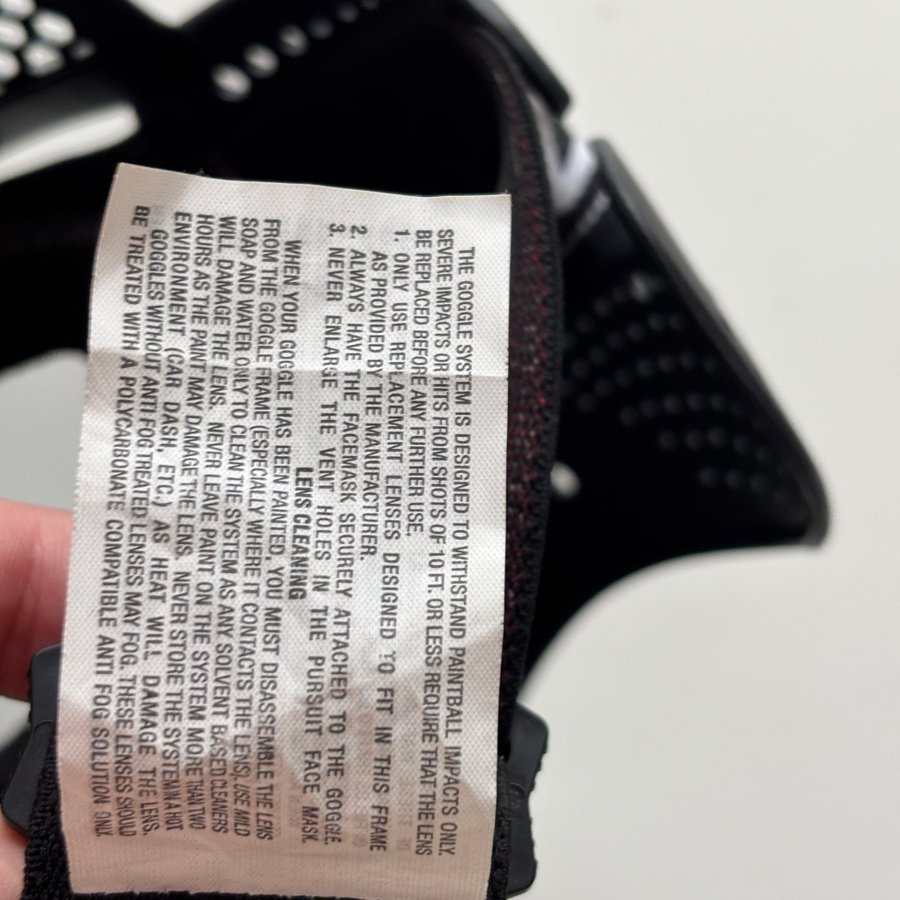 THE GOGGLE SYSTEM IS DESIGNED TO WITHSTAND PAINTBALL IMPACTS ONLY.
SEVERE IMPACTS OR HITS FROM SHOTS OF 10 FT. OR LESS REQUIRE THAT THE LENS
BE REPLACED BEFORE ANY FURTHER USE.
1. ONLY USE REPLACEMENT LENSES DESIGNED TO FIT IN THIS FRAME
AS PROVIDED BY THE MANUFACTURER.
2. ALWAYS HAVE THE FACEMASK SECURELY ATTACHED TO THE GOGGLE.
3. NEVER ENLARGE THE VENT HOLES IN THE PURSUIT FACE MASK.
LENS CLEANING
WHEN YOUR GOGGLE HAS BEEN PAINTED, YOU MUST DISASSEMBLE THE LENS
FROM THE GOGGLE FRAME (ESPECIALLY WHERE IT CONTACTS THE LENS). USE MILD
SOAP AND WATER ONLY TO CLEAN THE SYSTEM AS ANY SOLVENT BASED CLEANERS
WILL DAMAGE THE LENS. NEVER LEAVE PAINT ON THE SYSTEM MORE THAN TWO
HOURS AS THE PAINT MAY DAMAGE THE LENS. NEVER STORE THE SYSTEM IN A HOT
ENVIRONMENT (CAR DASH, ETC.) AS HEAT WILL DAMAGE THE LENS.
GOGGLES WITHOUT ANTI FOG TREATED LENSES MAY FOG. THESE LENSES SHOULD
BE TREATED WITH A POLYCARBONATE COMPATIBLE ANTI FOG SOLUTION ONLY.